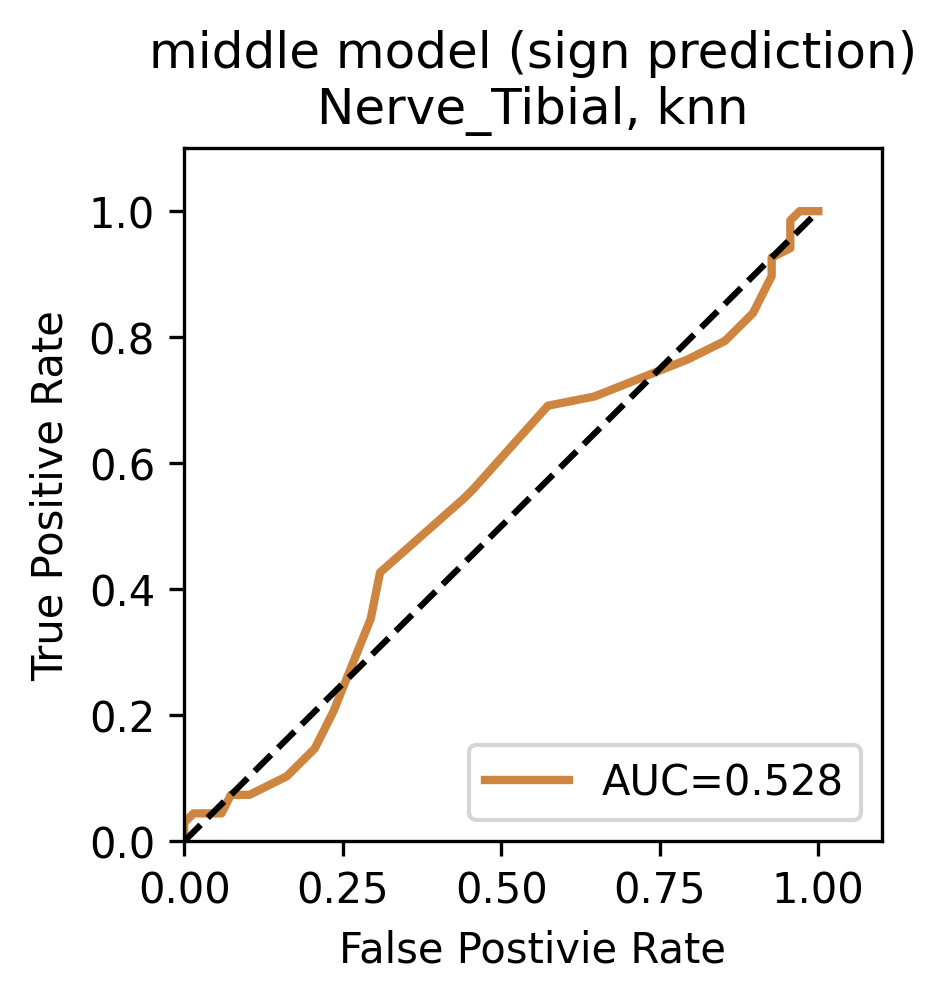 middle model (sign prediction)
Nerve_Tibial, knn
True Positive Rate
1.0
0.8
0.6
0.4
0.2
0.0
AUC=0.528
0.00 0.25 0.50 0.75 1.00
False Postivie Rate